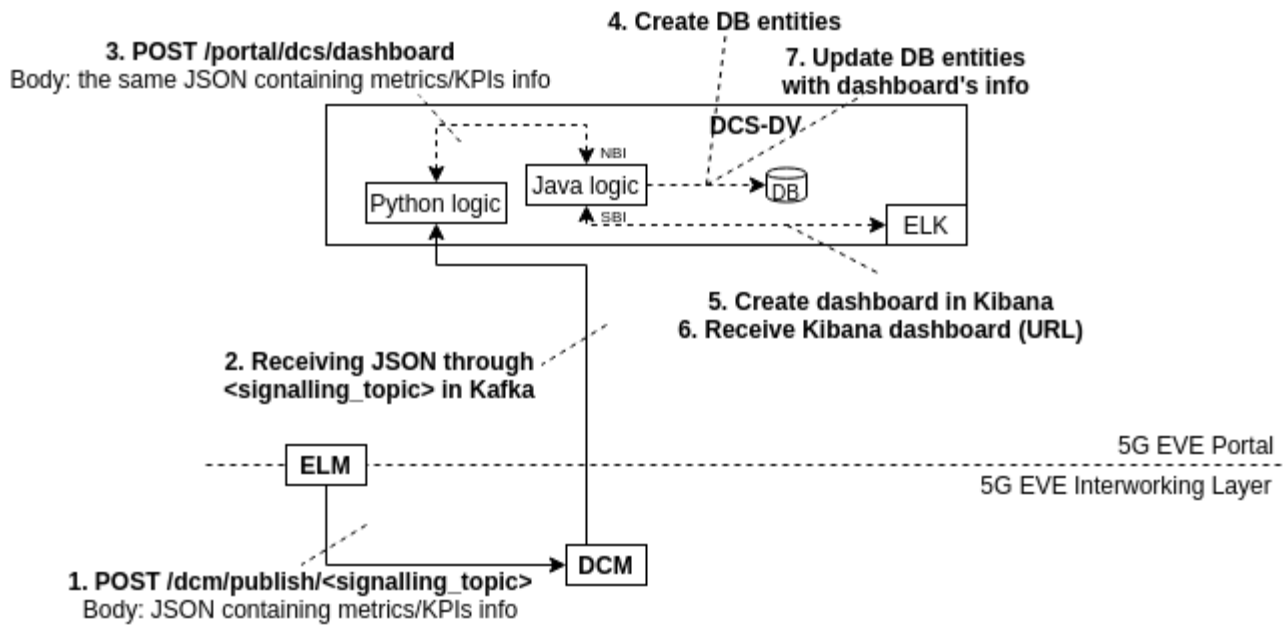 4. Create DB entities
3. POST /portal/dcs/dashboard
Body: the same JSON containing metrics/KPIs info
7. Update DB entities
with dashboard's info
DCS-DV
NBI
Java logic
Python logic
DB
SBI
ELK
5. Create dashboard in Kibana
6. Receive Kibana dashboard (URL)
2. Receiving JSON through
<signalling_topic> in Kafka
5G EVE Portal
ELM
5G EVE Interworking Layer
DCM
1. POST /dcm/publish/<signalling_topic>
Body: JSON containing metrics/KPIs info